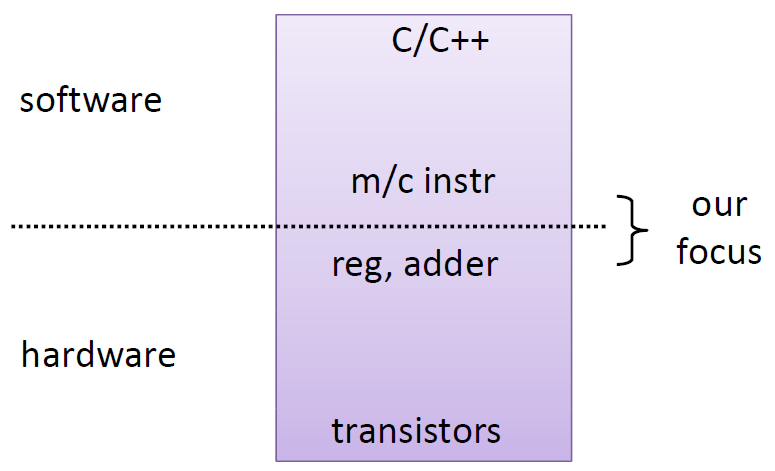 C/C++
software
m/c instr
our
focus
reg, adder
hardware
transistors